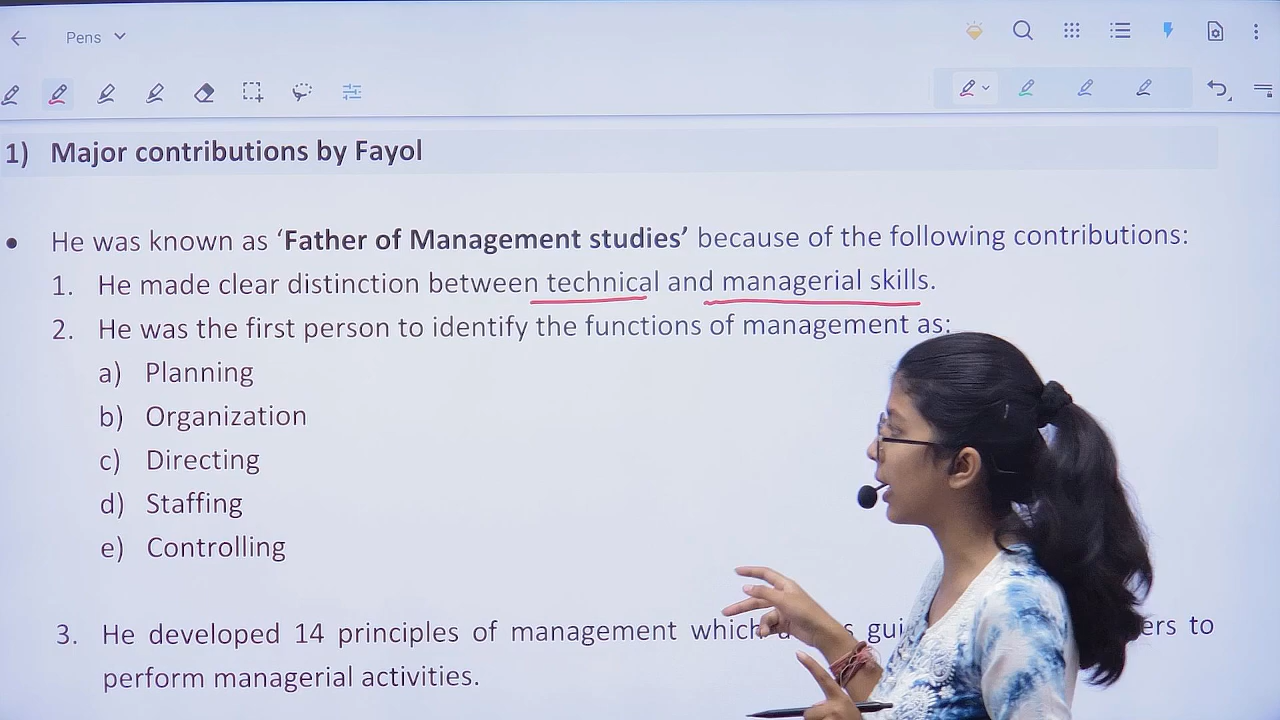 Pens
1) Major contributions by Fayol
• He was known as ‘Father of Management studies’ because of the following contributions:
1. He made clear distinction between technical and managerial skills.
2. He was the first person to identify the functions of management as:
a) Planning
b) Organization
c) Directing
d) Staffing
e) Controlling
3. He developed 14 principles of management which to
perform managerial activities.